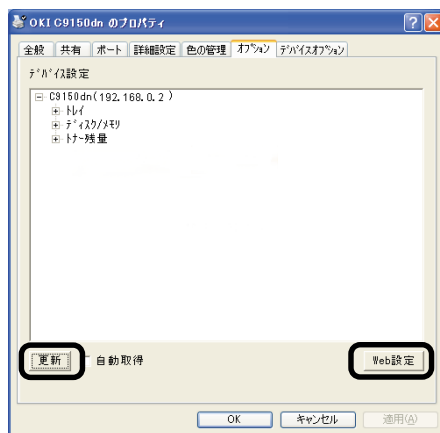 OKI C9150dn のプロパティ
全般 共有 ポート 詳細設定 色の管理 オプション デバイスオプション
デバイス設定
C9150dn(192.168.0.2)
トレイ
ディスク/メモリ
トナー残量
更新 自動取得 Web設定
OK キャンセル 適用(A)